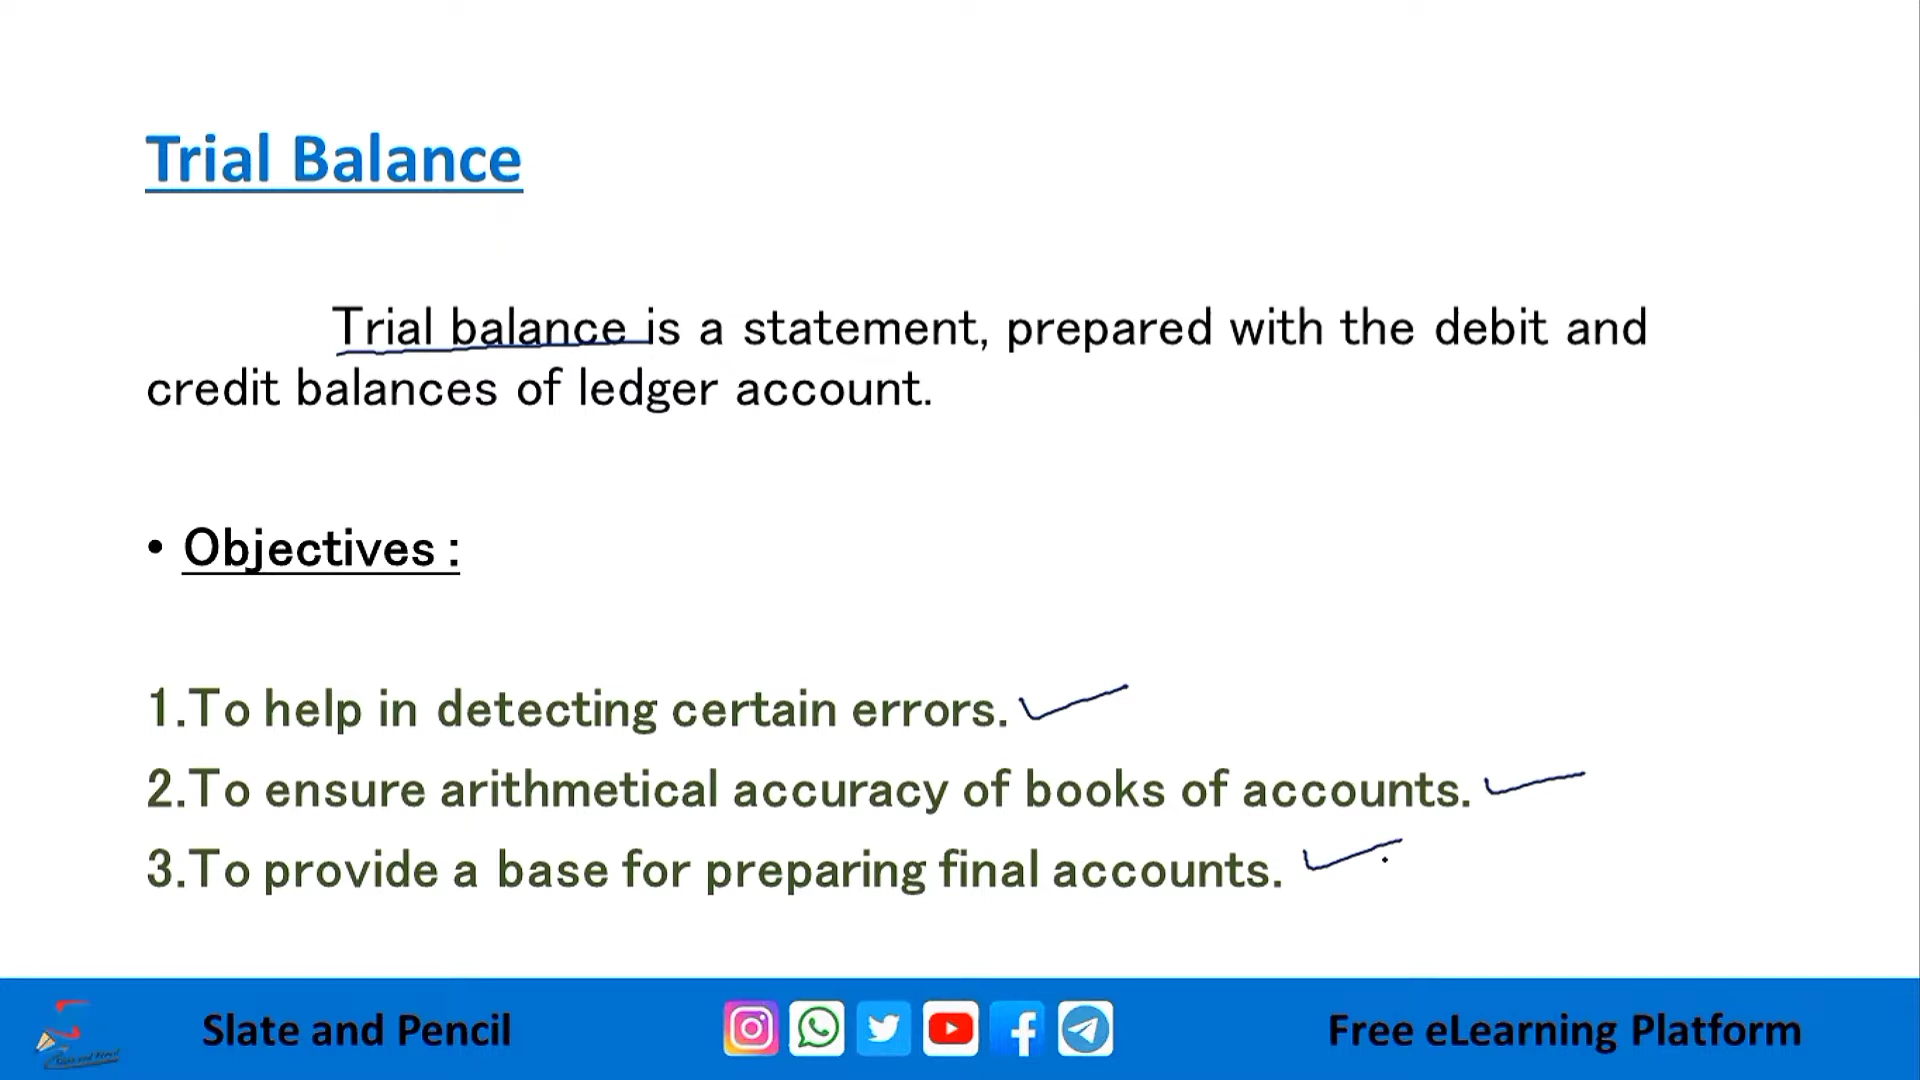 Trial Balance
Trial balance is a statement, prepared with the debit and
credit balances of ledger account.
• Objectives :
1.To help in detecting certain errors.
2.To ensure arithmetical accuracy of books of accounts.
3.To provide a base for preparing final accounts.
Slate and Pencil
Free eLearning Platform